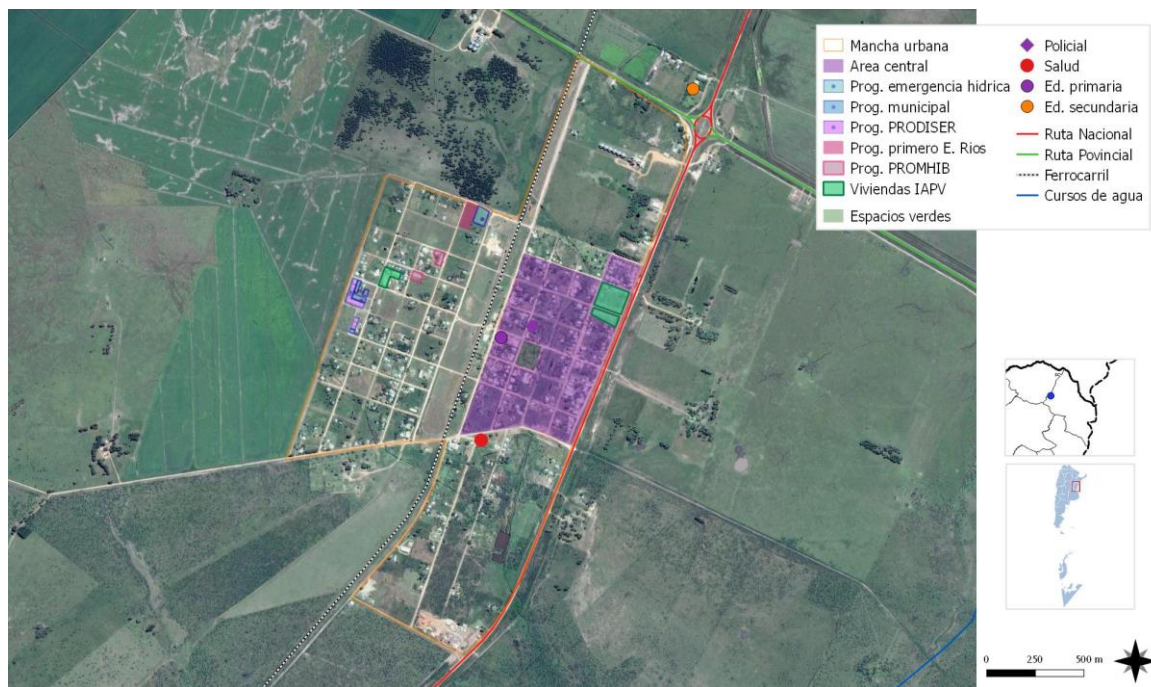 Mancha urbana
Area central
Prog. emergencia hídrica
Prog. municipal
Prog. PRODISER
Prog. primero E. Rios
Prog. PROMHIB
Viviendas IAPV
Espacios verdes
Policial
Salud
Ed. primaria
Ed. secundaria
Ruta Nacional
Ruta Povincial
Ferrocarril
Cursos de agua
0 250 500 m